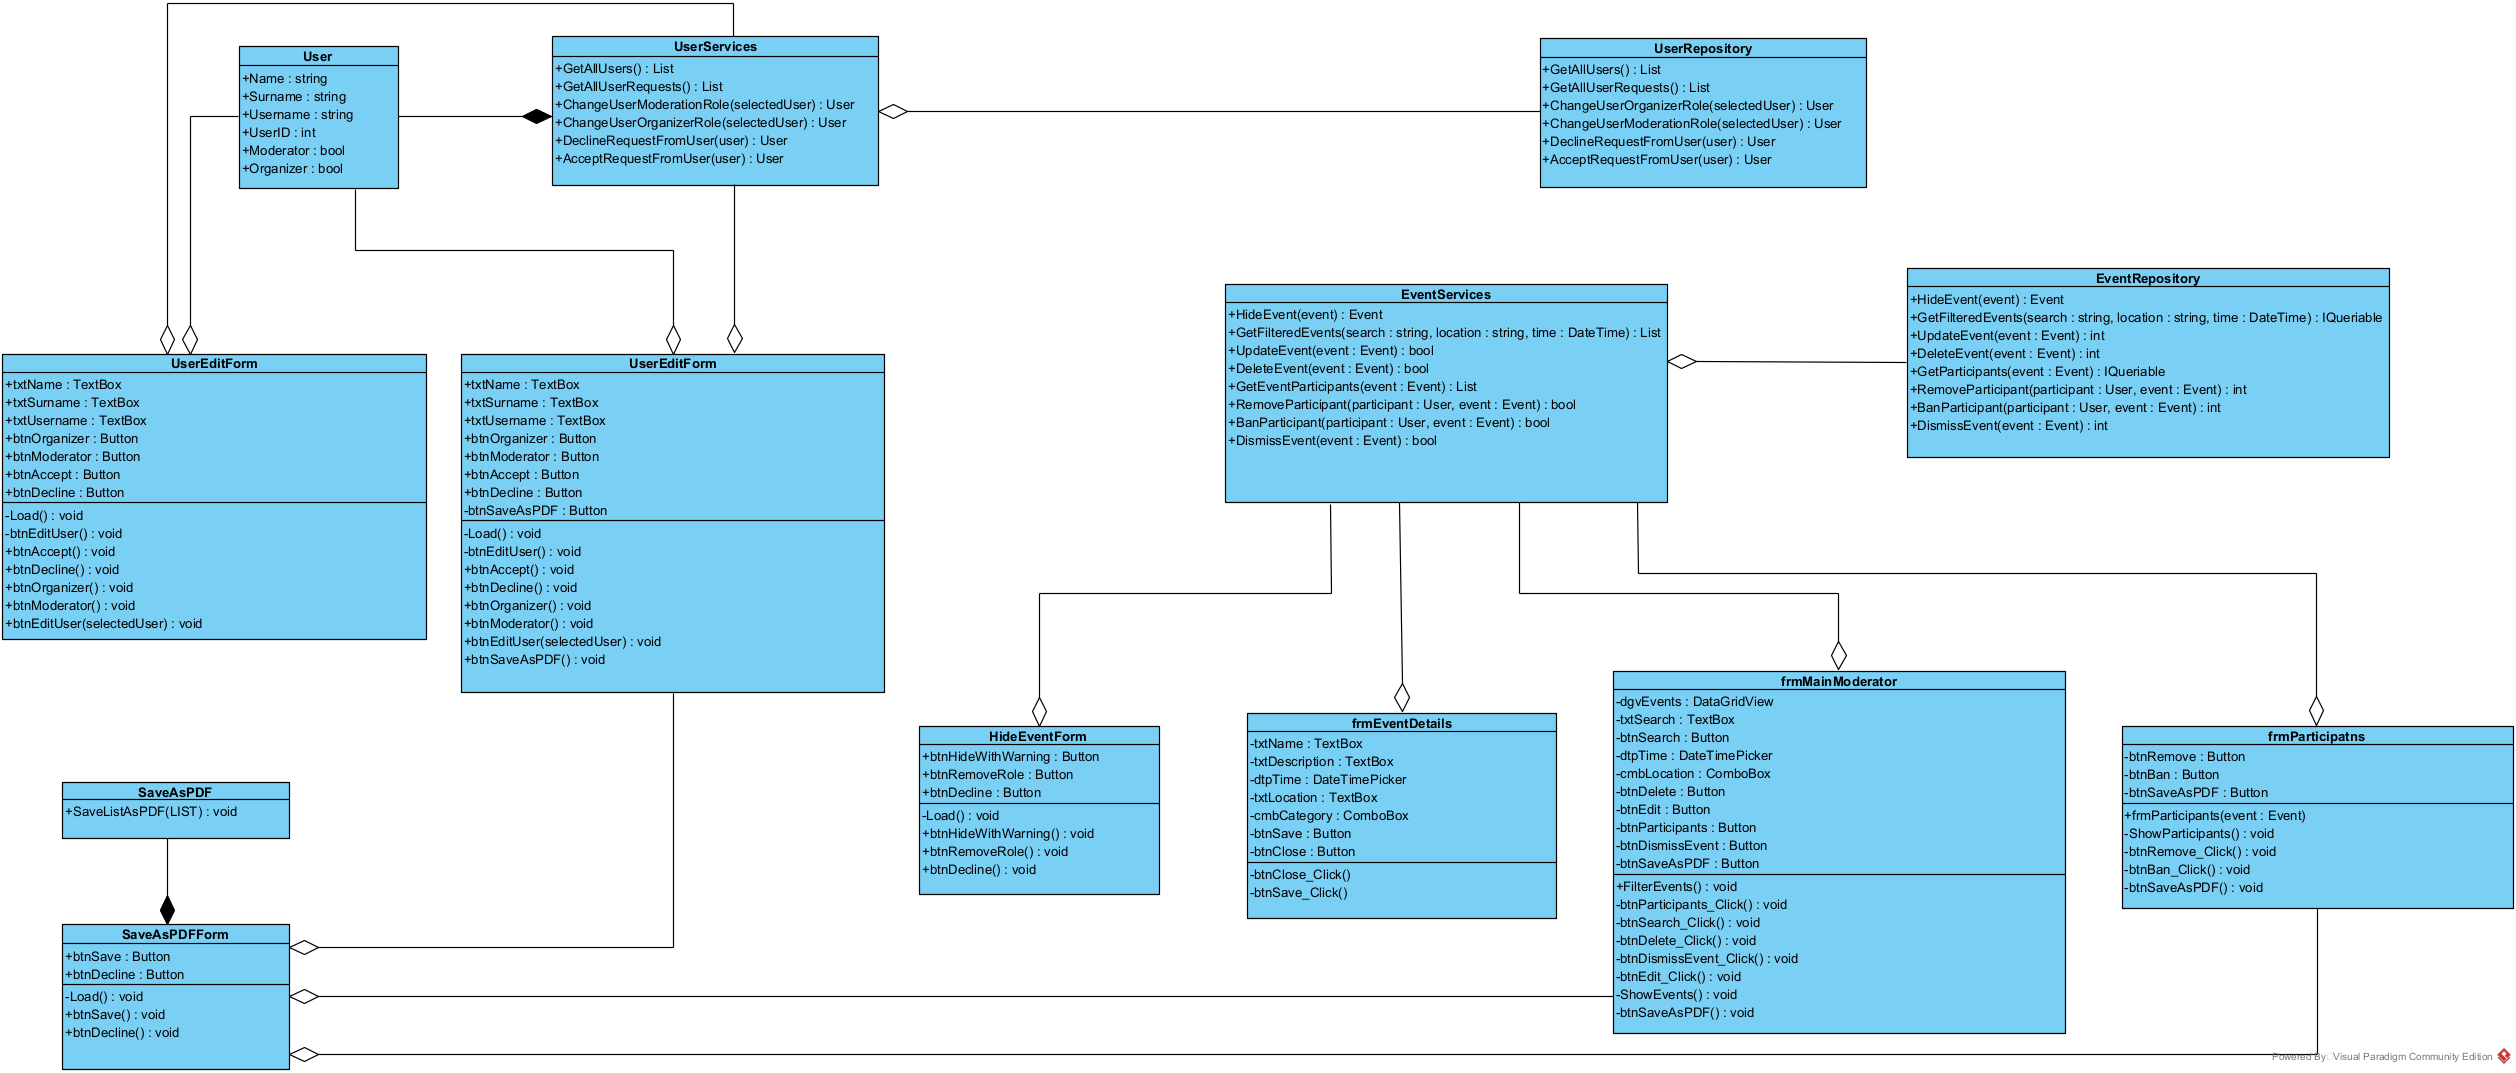 User
+Name : string
+Surname : string
+Username : string
+UserID : int
+Moderator : bool
+Organizer : bool
UserServices
+GetAllUsers() : List
+GetAllUserRequests() : List
+ChangeUserModerationRole(selectedUser) : User
+ChangeUserOrganizerRole(selectedUser) : User
+DeclineRequestFromUser(user) : User
+AcceptRequestFromUser(user) : User
UserRepository
+GetAllUsers() : List
+GetAllUserRequests() : List
+ChangeUserOrganizerRole(selectedUser) : User
+ChangeUserModerationRole(selectedUser) : User
+DeclineRequestFromUser(user) : User
+AcceptRequestFromUser(user) : User
EventServices
+HideEvent(event) : Event
+GetFilteredEvents(search : string, location : string, time : DateTime) : List
+UpdateEvent(event : Event) : bool
+DeleteEvent(event : Event) : bool
+GetEventParticipants(event : Event) : List
+RemoveParticipant(participant : User, event : Event) : bool
+BanParticipant(participant : User, event : Event) : bool
+DismissEvent(event : Event) : bool
EventRepository
+HideEvent(event) : Event
+GetFilteredEvents(search : string, location : string, time : DateTime) : IQueriable
+UpdateEvent(event : Event) : int
+DeleteEvent(event : Event) : int
+GetParticipants(event : Event) : IQueriable
+RemoveParticipant(participant : User, event : Event) : int
+BanParticipant(participant : User, event : Event) : int
+DismissEvent(event : Event) : int
UserEditForm
+txtName : TextBox
+txtSurname : TextBox
+txtUsername : TextBox
+btnOrganizer : Button
+btnModerator : Button
+btnAccept : Button
+btnDecline : Button
-Load() : void
-btnEditUser() : void
+btnAccept() : void
+btnDecline() : void
+btnOrganizer() : void
+btnModerator() : void
+btnEditUser(selectedUser) : void
UserEditForm
+txtName : TextBox
+txtSurname : TextBox
+txtUsername : TextBox
+btnOrganizer : Button
+btnModerator : Button
+btnAccept : Button
+btnDecline : Button
-btnSaveAsPDF : Button
-Load() : void
-btnEditUser() : void
+btnAccept() : void
+btnDecline() : void
+btnOrganizer() : void
+btnModerator() : void
+btnEditUser(selectedUser) : void
+btnSaveAsPDF() : void
HideEventForm
+btnHideWithWarning : Button
+btnRemoveRole : Button
+btnDecline : Button
-Load() : void
+btnHideWithWarning() : void
+btnRemoveRole() : void
+btnDecline() : void
frmEventDetails
-txtName : TextBox
-txtDescription : TextBox
-dtpTime : DateTimePicker
-txtLocation : TextBox
-cmbCategory : ComboBox
-btnSave : Button
-btnClose : Button
-btnClose_Click()
-btnSave_Click()
frmMainModerator
-dgvEvents : DataGridView
-txtSearch : TextBox
-btnSearch : Button
-dtpTime : DateTimePicker
-cmbLocation : ComboBox
-btnDelete : Button
-btnEdit : Button
-btnParticipants : Button
-btnDismissEvent : Button
-btnSaveAsPDF : Button
+FilterEvents() : void
-btnParticipants_Click() : void
-btnSearch_Click() : void
-btnDelete_Click() : void
-btnDismissEvent_Click() : void
-btnEdit_Click() : void
-ShowEvents() : void
-btnSaveAsPDF() : void
frmParticipatns
-btnRemove : Button
-btnBan : Button
-btnSaveAsPDF : Button
+frmParticipants(event : Event)
-ShowParticipants() : void
-btnRemove_Click() : void
-btnBan_Click() : void
-btnSaveAsPDF() : void
SaveAsPDF
+SaveListAsPDF(LIST) : void
SaveAsPDFForm
+btnSave : Button
+btnDecline : Button
-Load() : void
+btnSave() : void
+btnDecline() : void
Powered By Visual Paradigm Community Edition